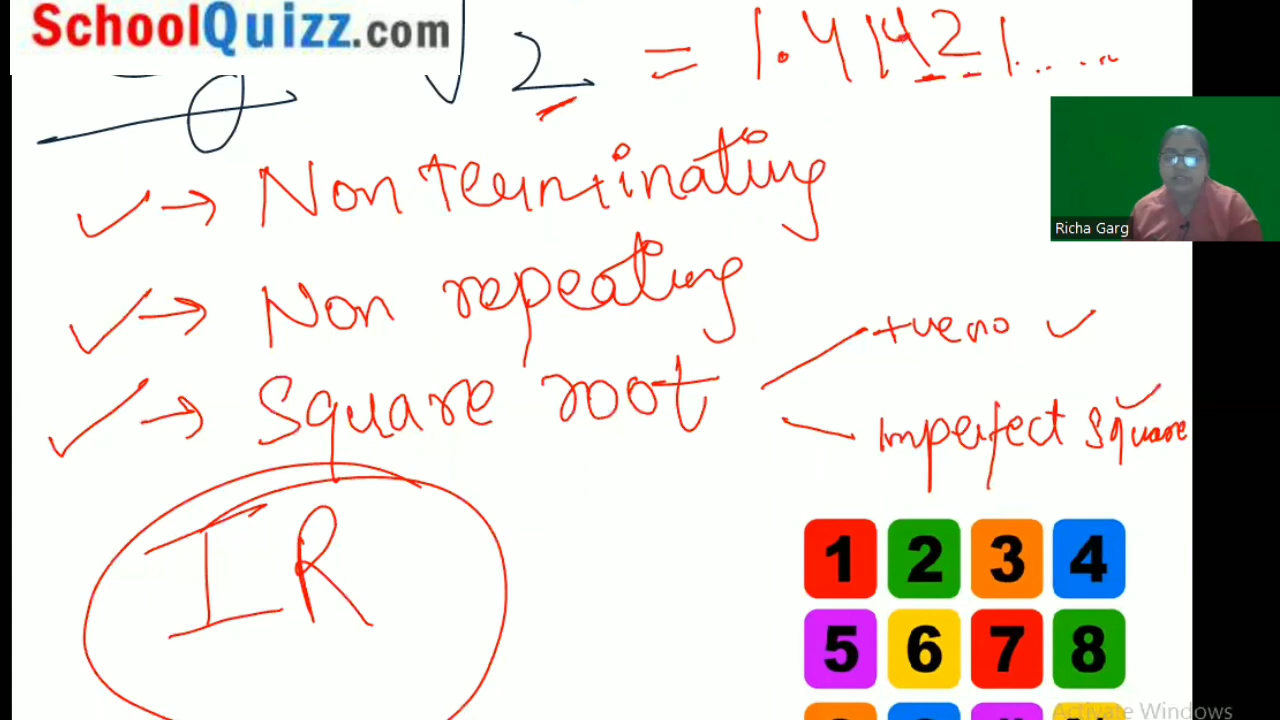 SchoolQuizz.com
√2 = 1.41421.......
✓→ Non terminating
Richa Garg
✓→ Non repeating
+ve no ✓
✓→ Square root
Imperfect square ✓
IR
1 2 3 4
5 6 7 8
Activate Windows